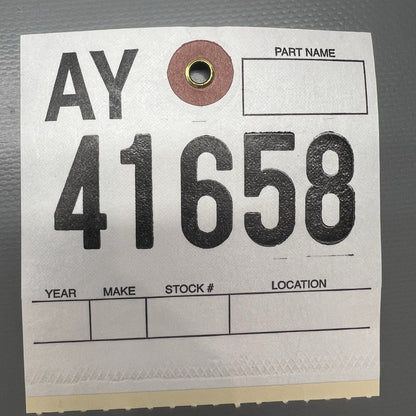 AY
PART NAME
41658
YEAR MAKE STOCK # LOCATION